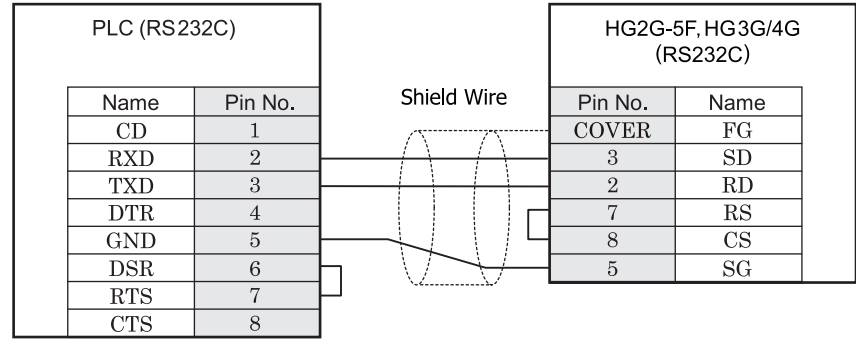 PLC (RS232C)
Name Pin No.
CD 1
RXD 2
TXD 3
DTR 4
GND 5
DSR 6
RTS 7
CTS 8
Shield Wire
HG2G-5F, HG3G/4G
(RS232C)
Pin No. Name
COVER FG
3 SD
2 RD
7 RS
8 CS
5 SG